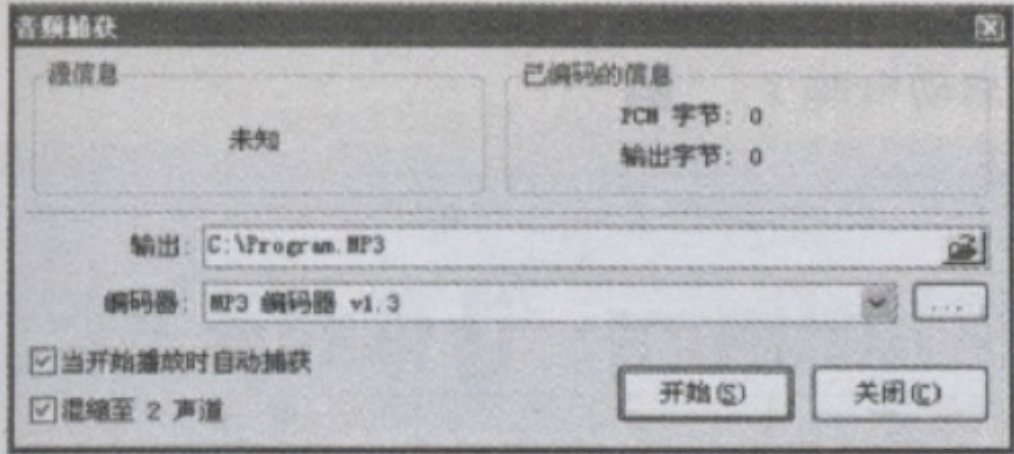 音频捕获
源信息
未知
已编码的信息
PCM 字节: 0
输出字节: 0
输出: C:\Program.MP3
编码器: MP3 编码器 v1.3 ...
当开始播放时自动捕获
混缩至 2 声道
开始(S)
关闭(C)